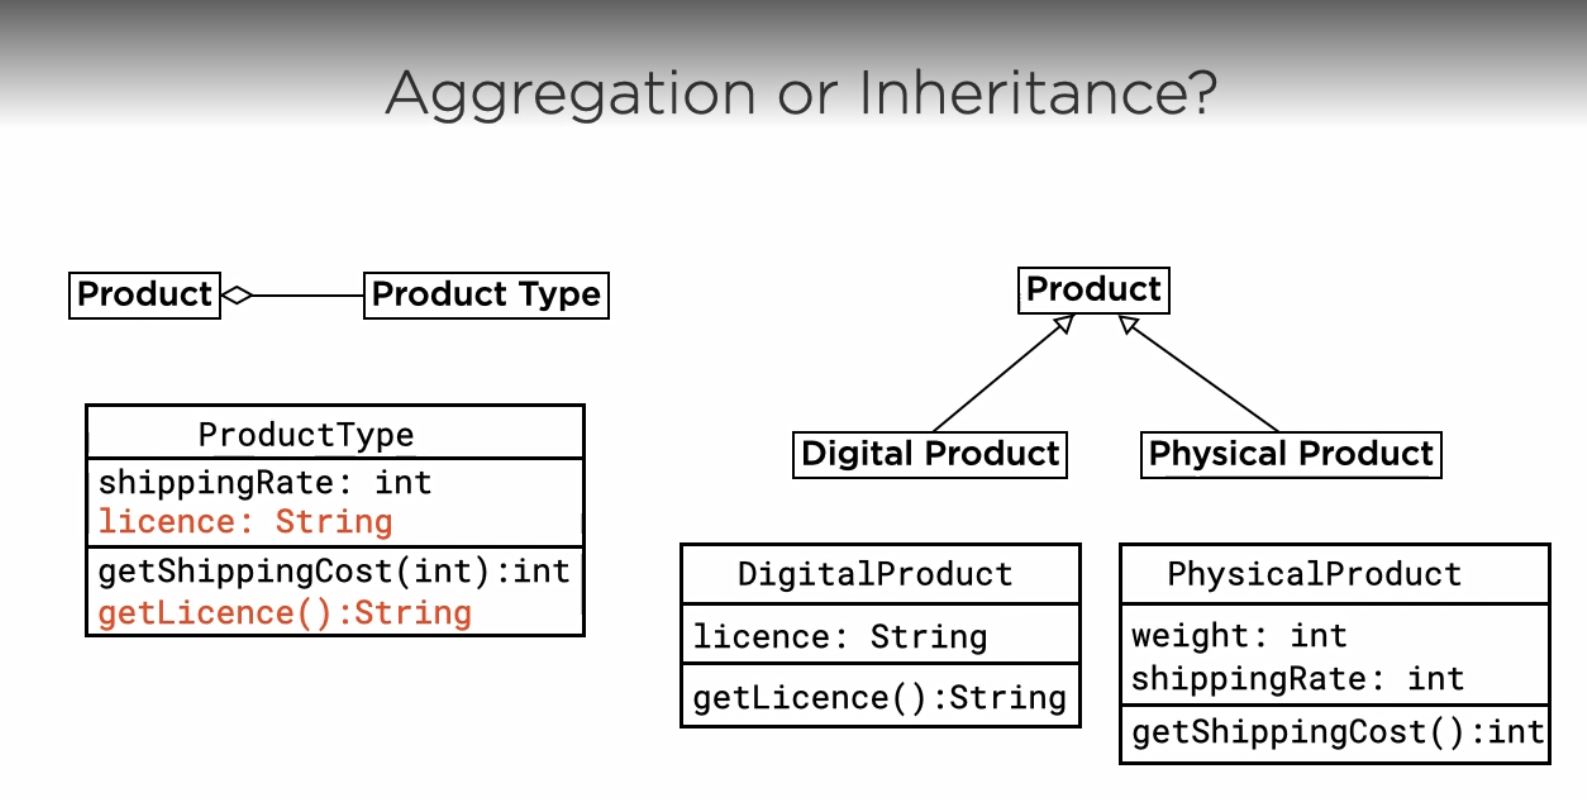 Aggregation or Inheritance?
Product
Product Type
ProductType
shippingRate: int
licence: String
getShippingCost(int):int
getLicence():String
Product
Digital Product
Physical Product
DigitalProduct
licence: String
getLicence():String
PhysicalProduct
weight: int
shippingRate: int
getShippingCost():int